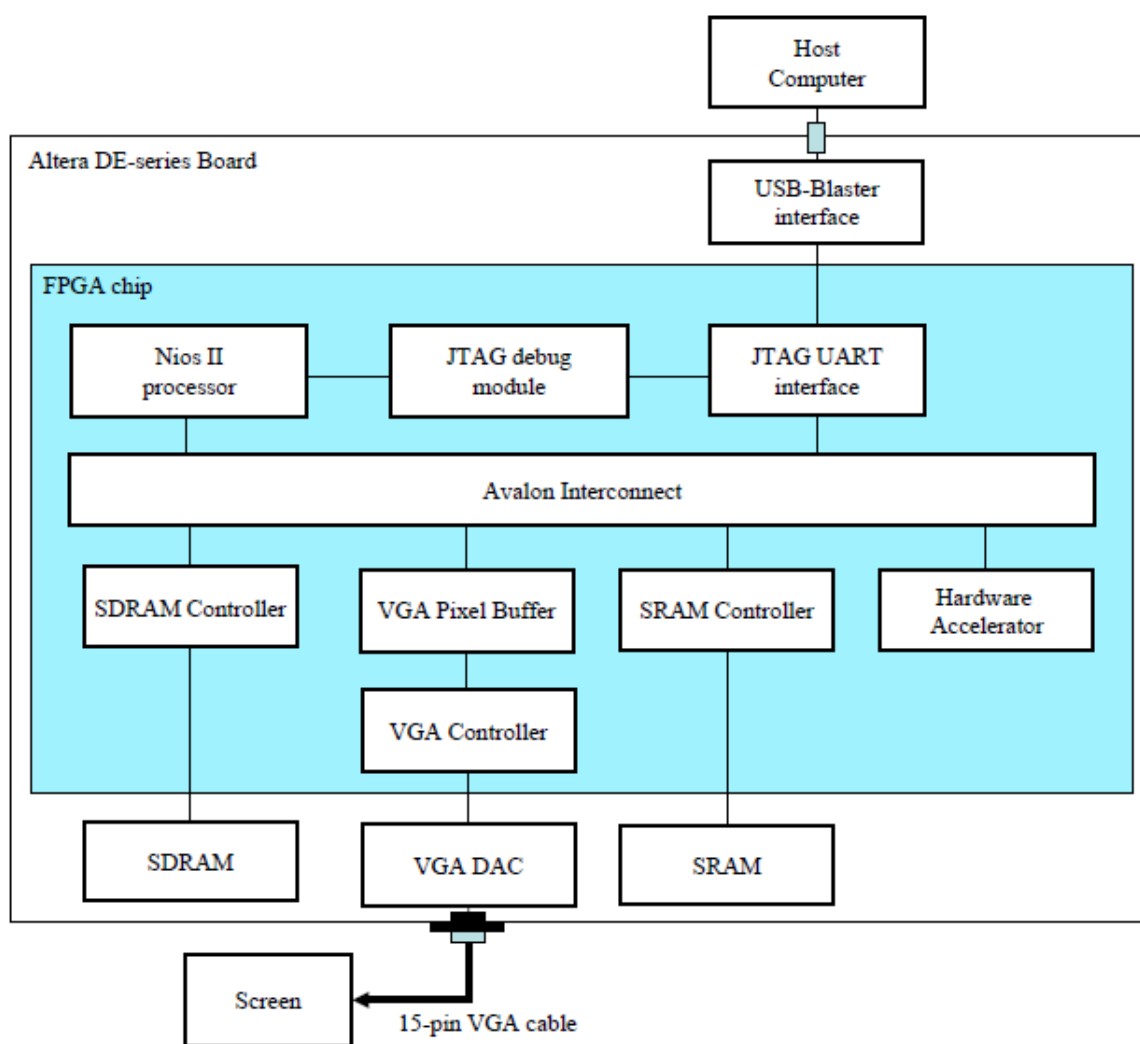 Host
Computer
Altera DE-series Board
USB-Blaster
interface
FPGA chip
Nios II
processor
JTAG debug
module
JTAG UART
interface
Avalon Interconnect
SDRAM Controller
VGA Pixel Buffer
SRAM Controller
Hardware
Accelerator
VGA Controller
SDRAM
VGA DAC
SRAM
Screen
15-pin VGA cable